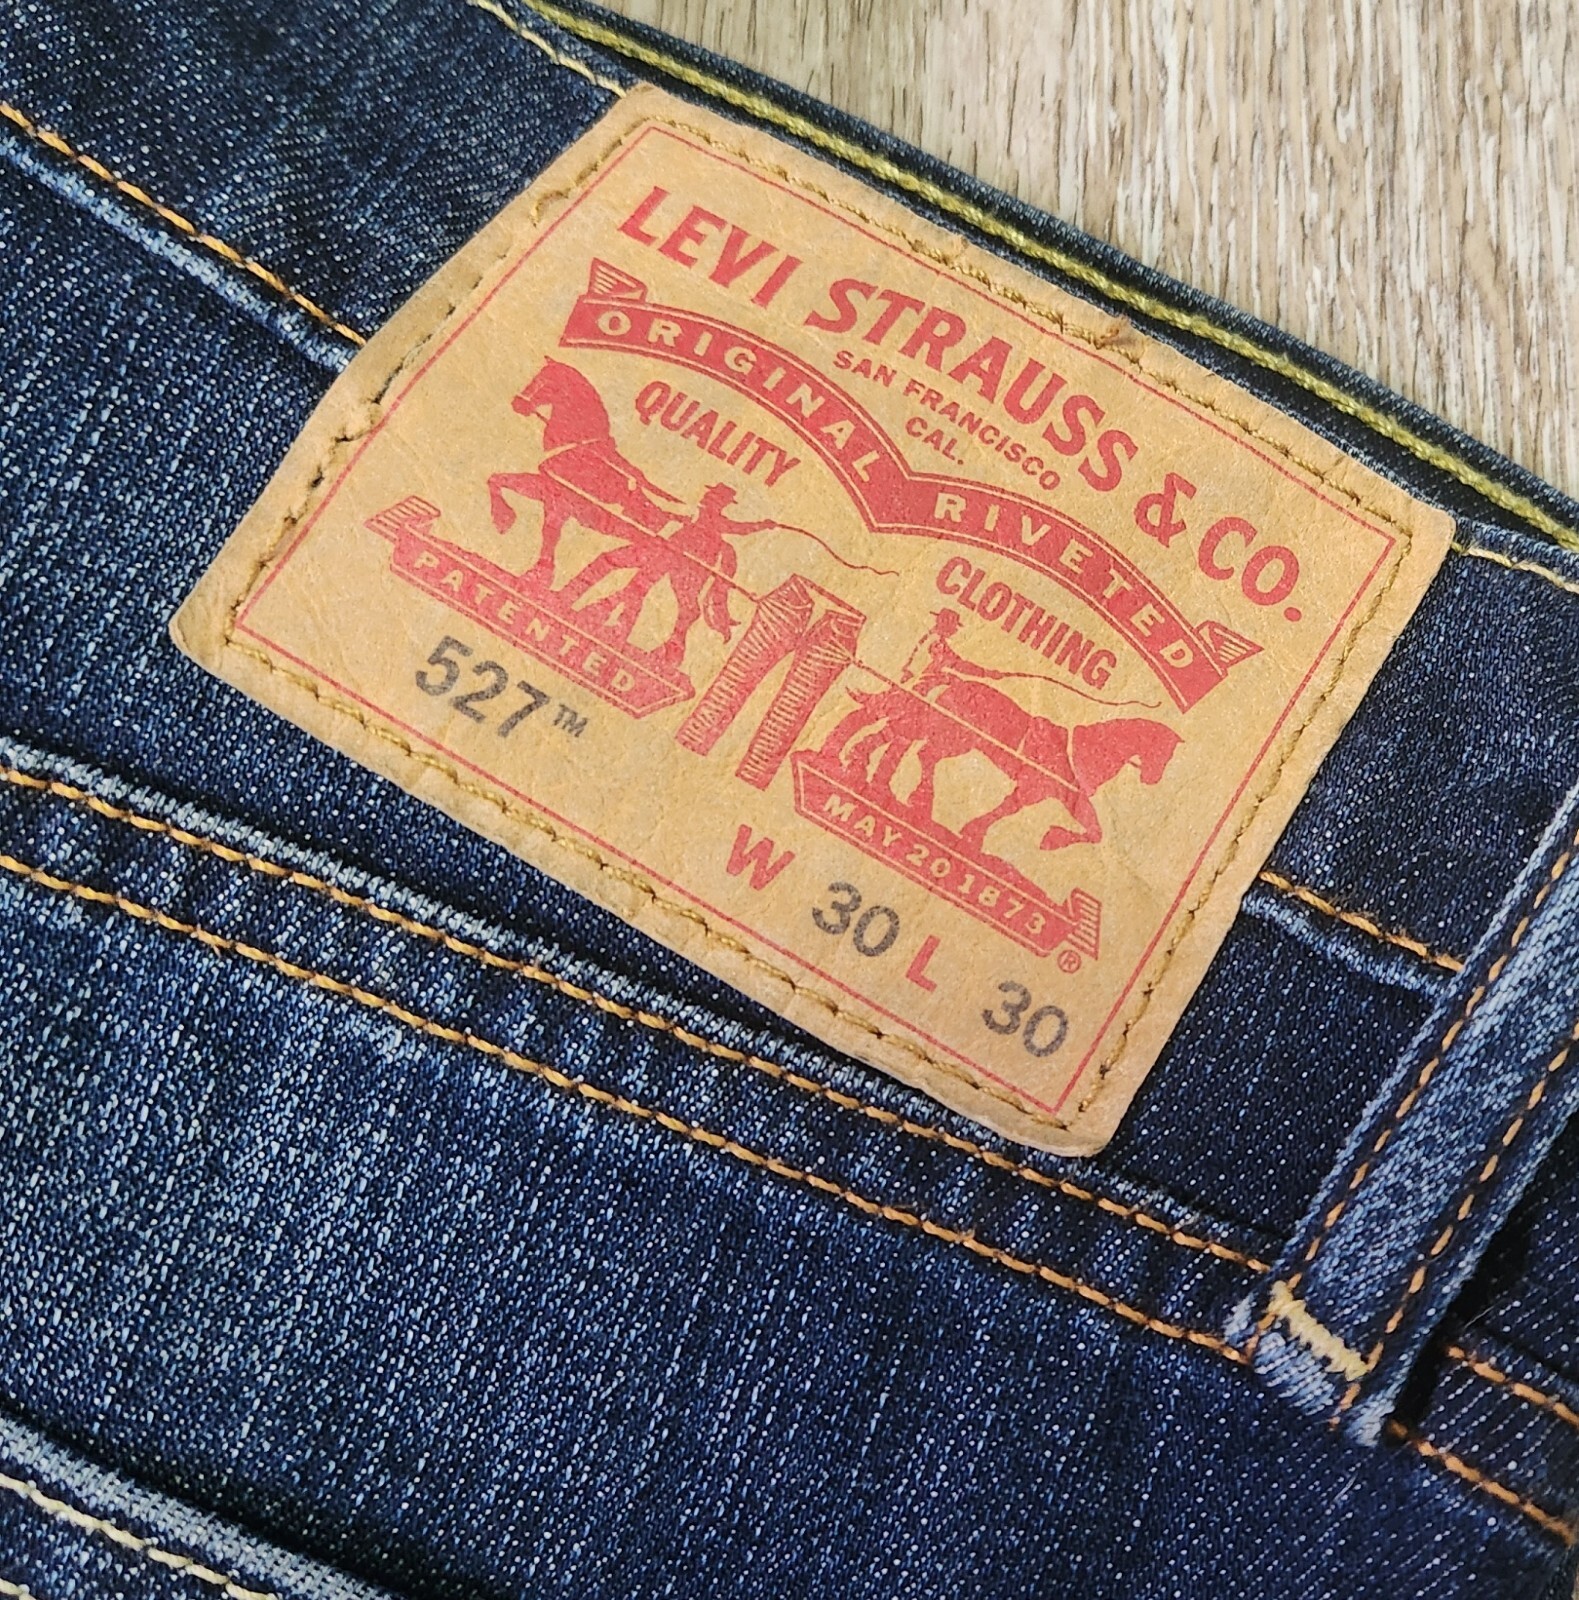 LEVI STRAUSS & CO.
SAN FRANCISCO
CAL.
ORIGINAL RIVETED
QUALITY CLOTHING
PATENTED MAY 20 1873 ®
527™
W 30 L 30